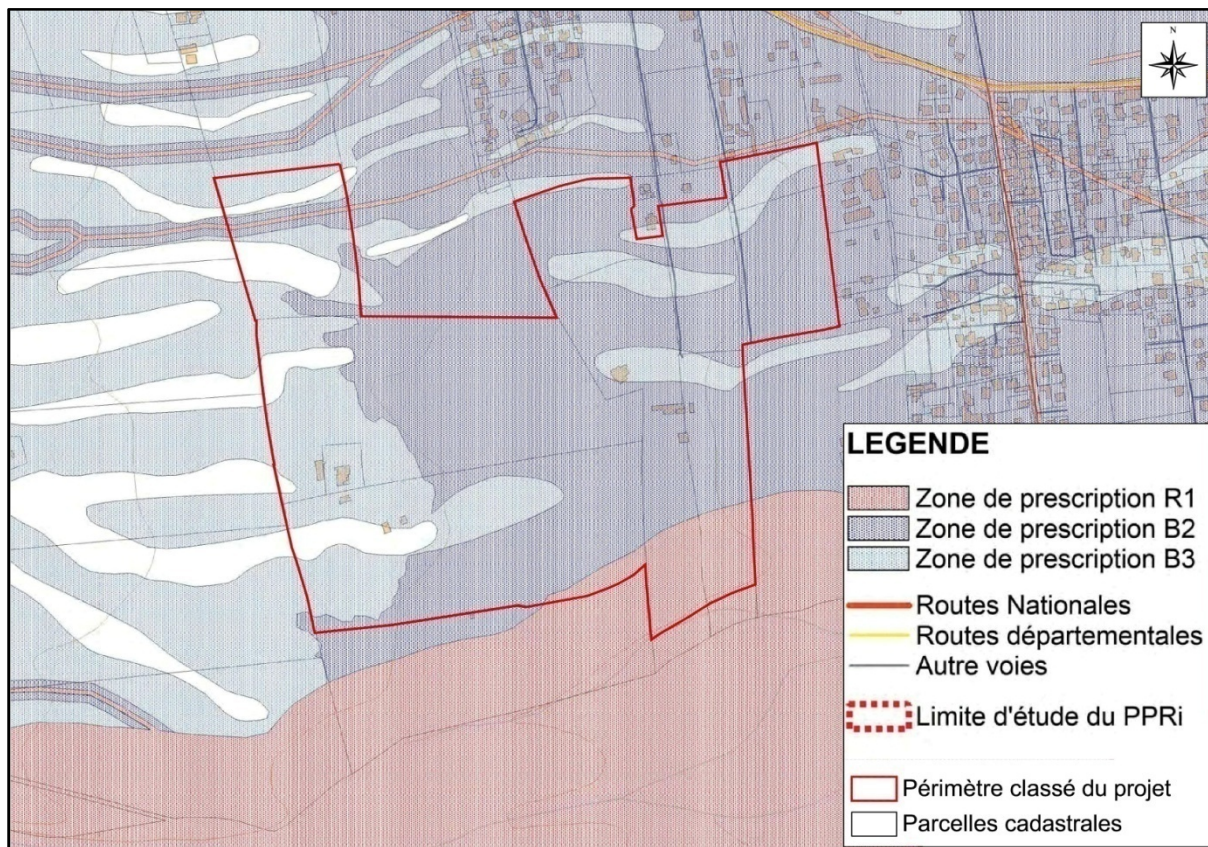 N
LEGENDE
Zone de prescription R1
Zone de prescription B2
Zone de prescription B3
Routes Nationales
Routes départementales
Autre voies
Limite d'étude du PPRi
Périmètre classé du projet
Parcelles cadastrales